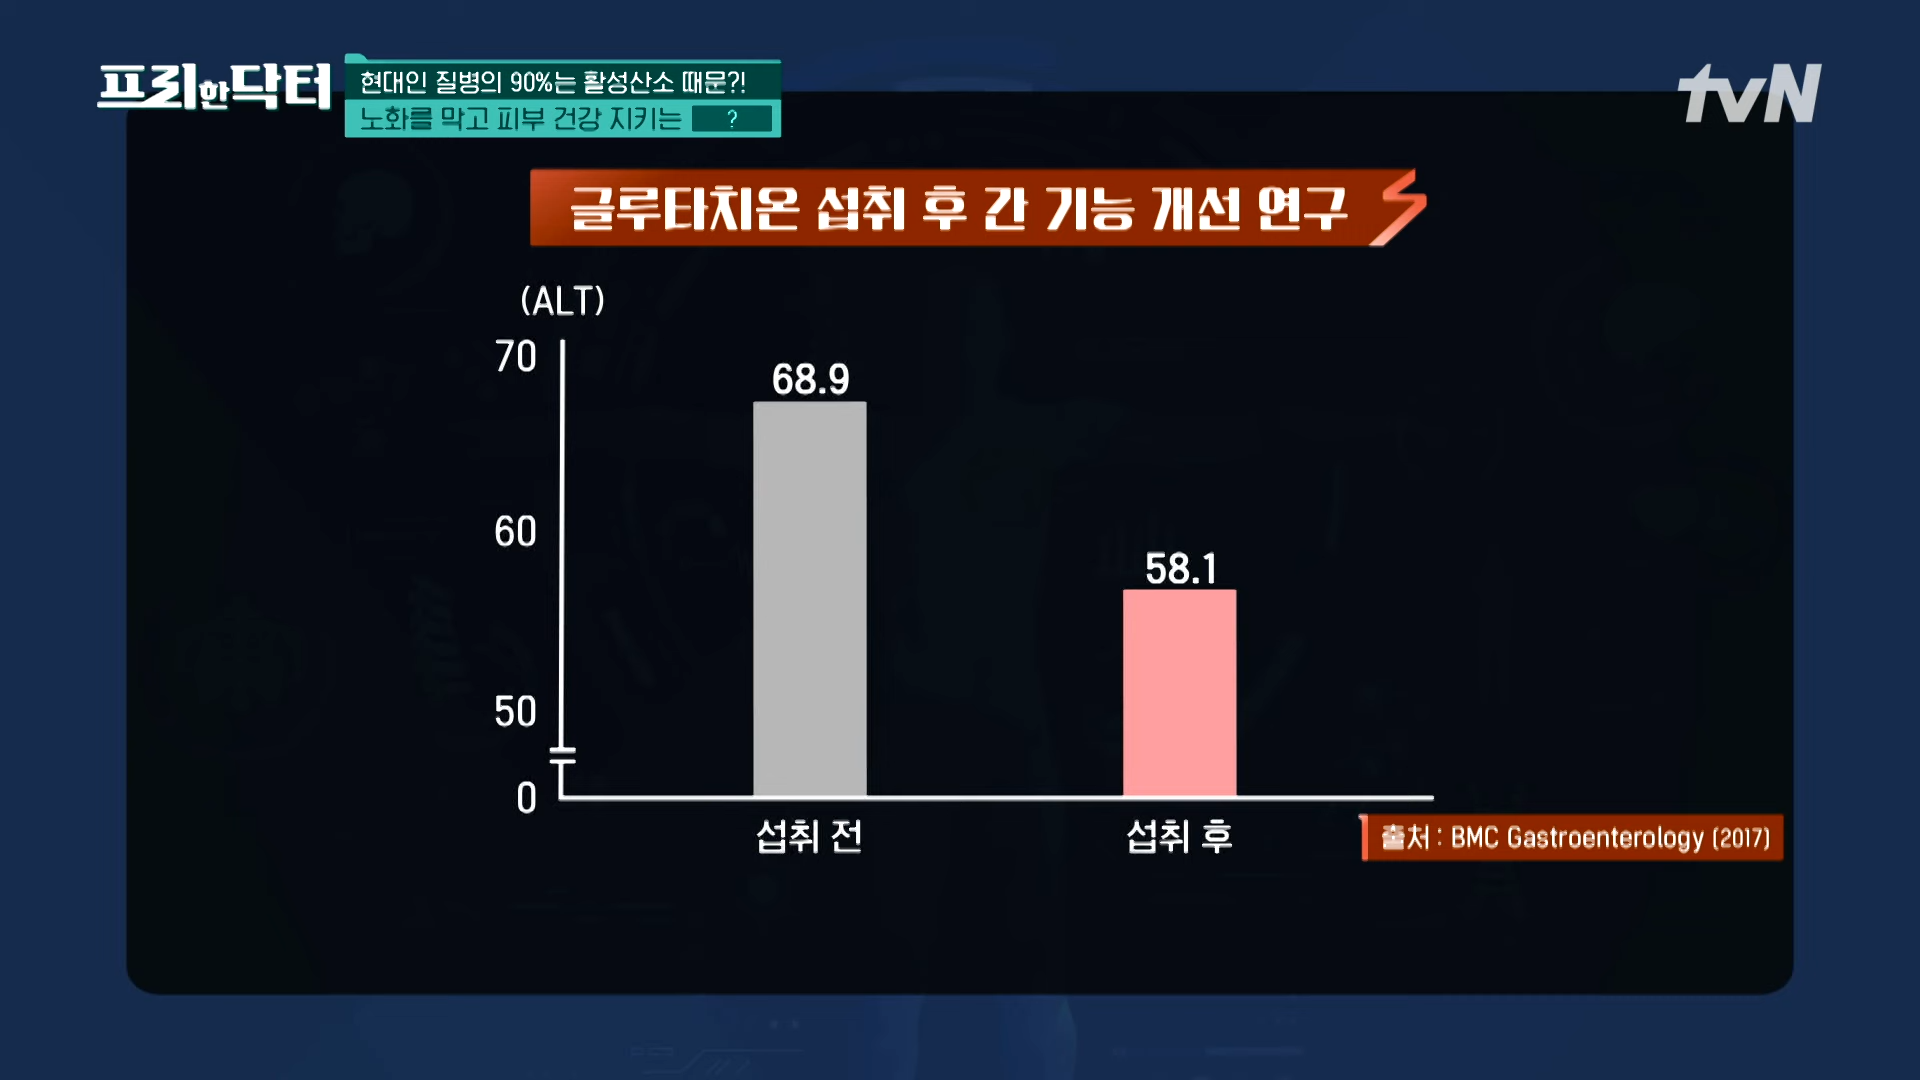 프리한닥터
현대인 질병의 90%는 활성산소 때문?!
노화를 막고 피부 건강 지키는 ?
tvN
글루타치온 섭취 후 간 기능 개선 연구
(ALT)
70
68.9
60
58.1
50
0
섭취 전
섭취 후
출처 : BMC Gastroenterology (2017)